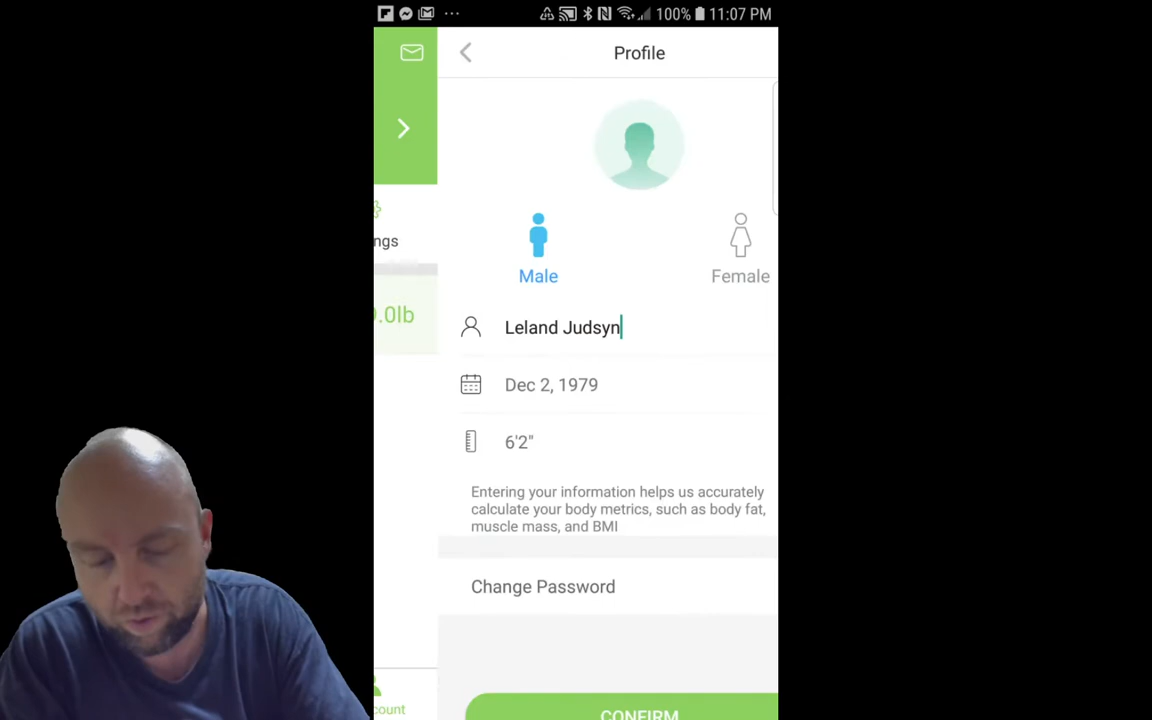 100% 11:07 PM
Profile
ngs
Male
Female
.0lb
Leland Judsyn
Dec 2, 1979
6'2"
Entering your information helps us accurately
calculate your body metrics, such as body fat,
muscle mass, and BMI
Change Password
count
CONFIRM